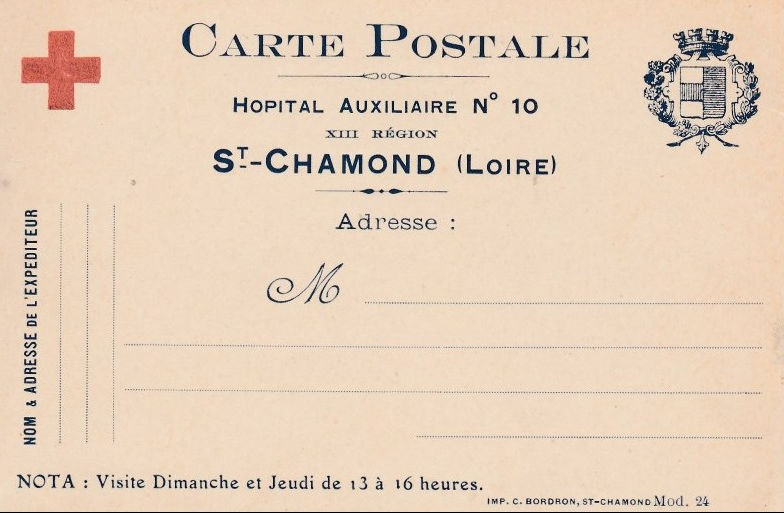 CARTE POSTALE
HOPITAL AUXILIAIRE N° 10
XIII RÉGION
ST-CHAMOND (LOIRE)
Adresse :
M
NOM & ADRESSE DE L'EXPEDITEUR
NOTA : Visite Dimanche et Jeudi de 13 à 16 heures.
IMP. C. BORDRON, ST-CHAMOND Mod. 24